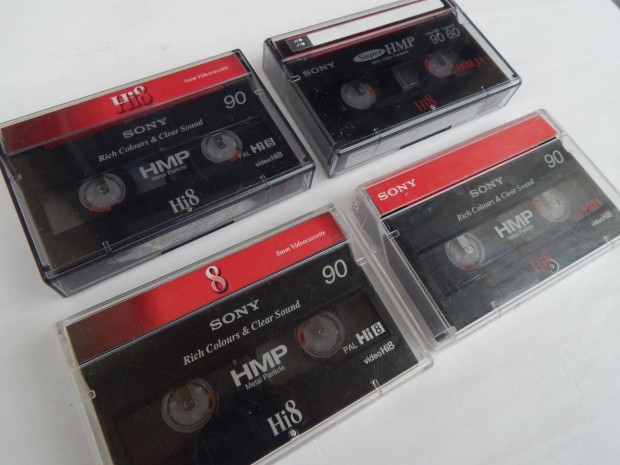 Hi8
8mm Videocassette
SONY
90
Rich Colours & Clear Sound
HMP
Metal Particle
PAL Hi8
video Hi8
Hi8
SONY
Super HMP
90 60
Hi8
8
8mm Videocassette
SONY
90
Rich Colours & Clear Sound
HMP
Metal Particle
PAL Hi8
video Hi8
Hi8
SONY
SONY
90
Rich Colours & Clear Sound
HMP
Metal Particle
video Hi8
Hi8